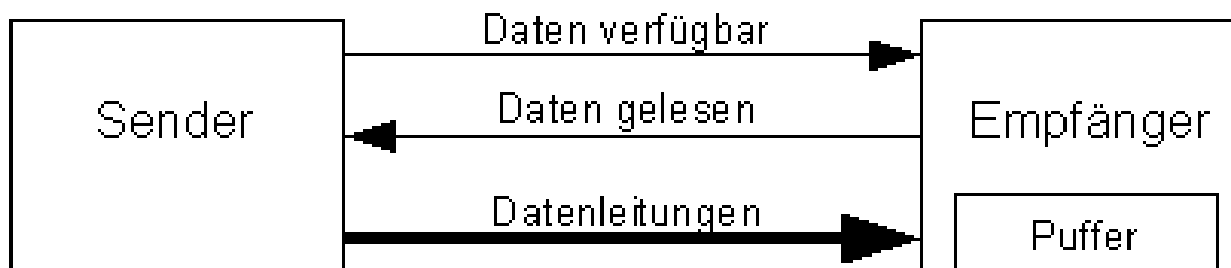 Daten verfügbar
Sender
Daten gelesen
Empfänger
Datenleitungen
Puffer